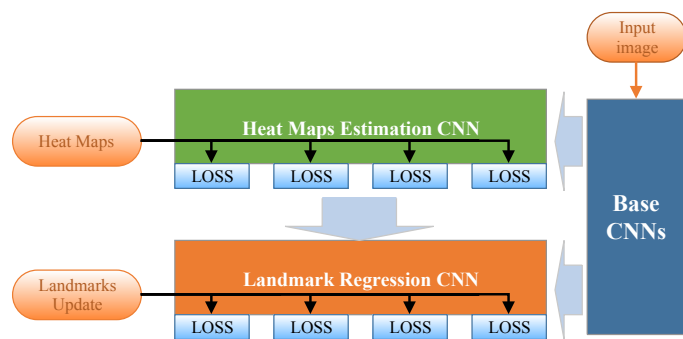 Input
image
Heat Maps Estimation CNN
Heat Maps
LOSS LOSS LOSS LOSS
Base
CNNs
Landmark Regression CNN
Landmarks
Update
LOSS LOSS LOSS LOSS